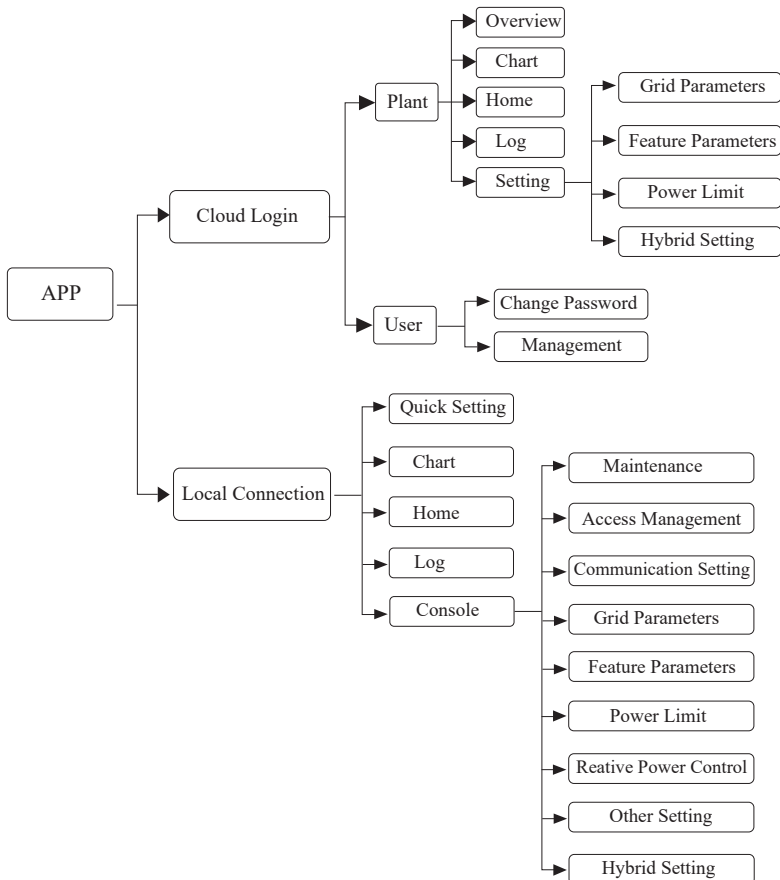 APP
Cloud Login
Plant
Overview
Chart
Home
Log
Setting
Grid Parameters
Feature Parameters
Power Limit
Hybrid Setting
User
Change Password
Management
Local Connection
Quick Setting
Chart
Home
Log
Console
Maintenance
Access Management
Communication Setting
Grid Parameters
Feature Parameters
Power Limit
Reative Power Control
Other Setting
Hybrid Setting